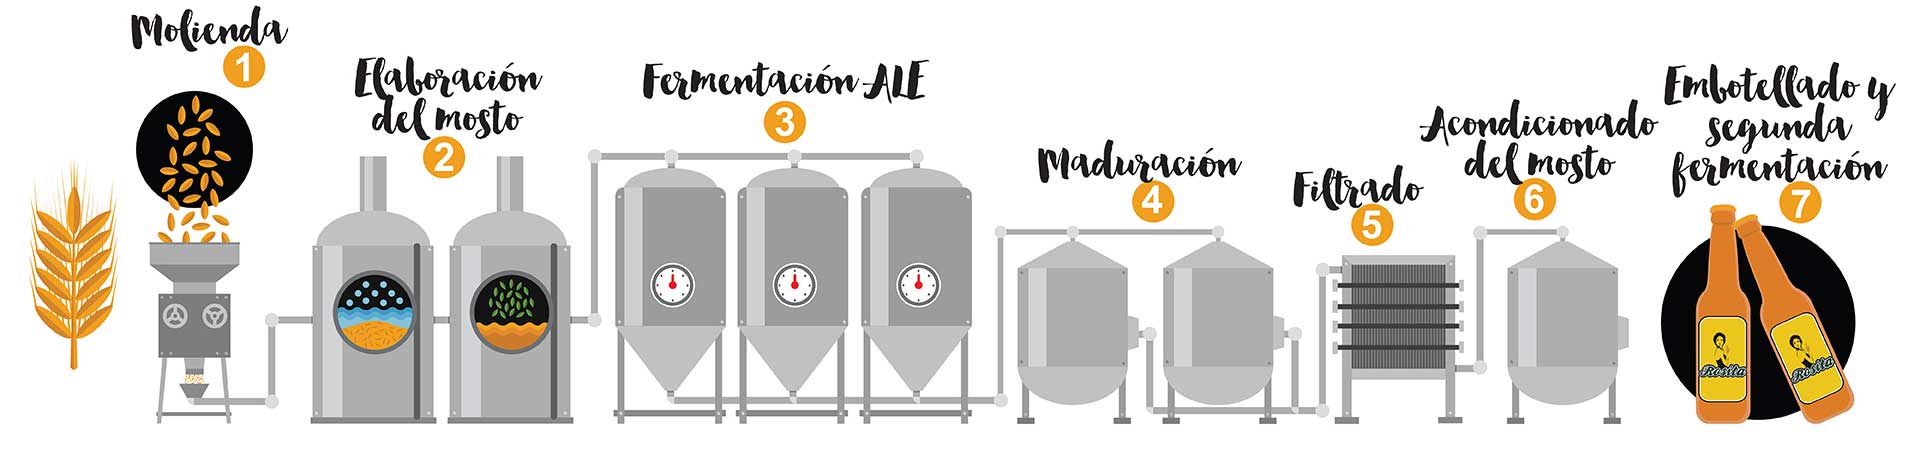 Molienda
1
Elaboración
del mosto
2
Fermentación ALE
3
Maduración
4
Filtrado
5
Acondicionado
del mosto
6
Embotellado y
segunda
fermentación
7
Rosita
Rosita